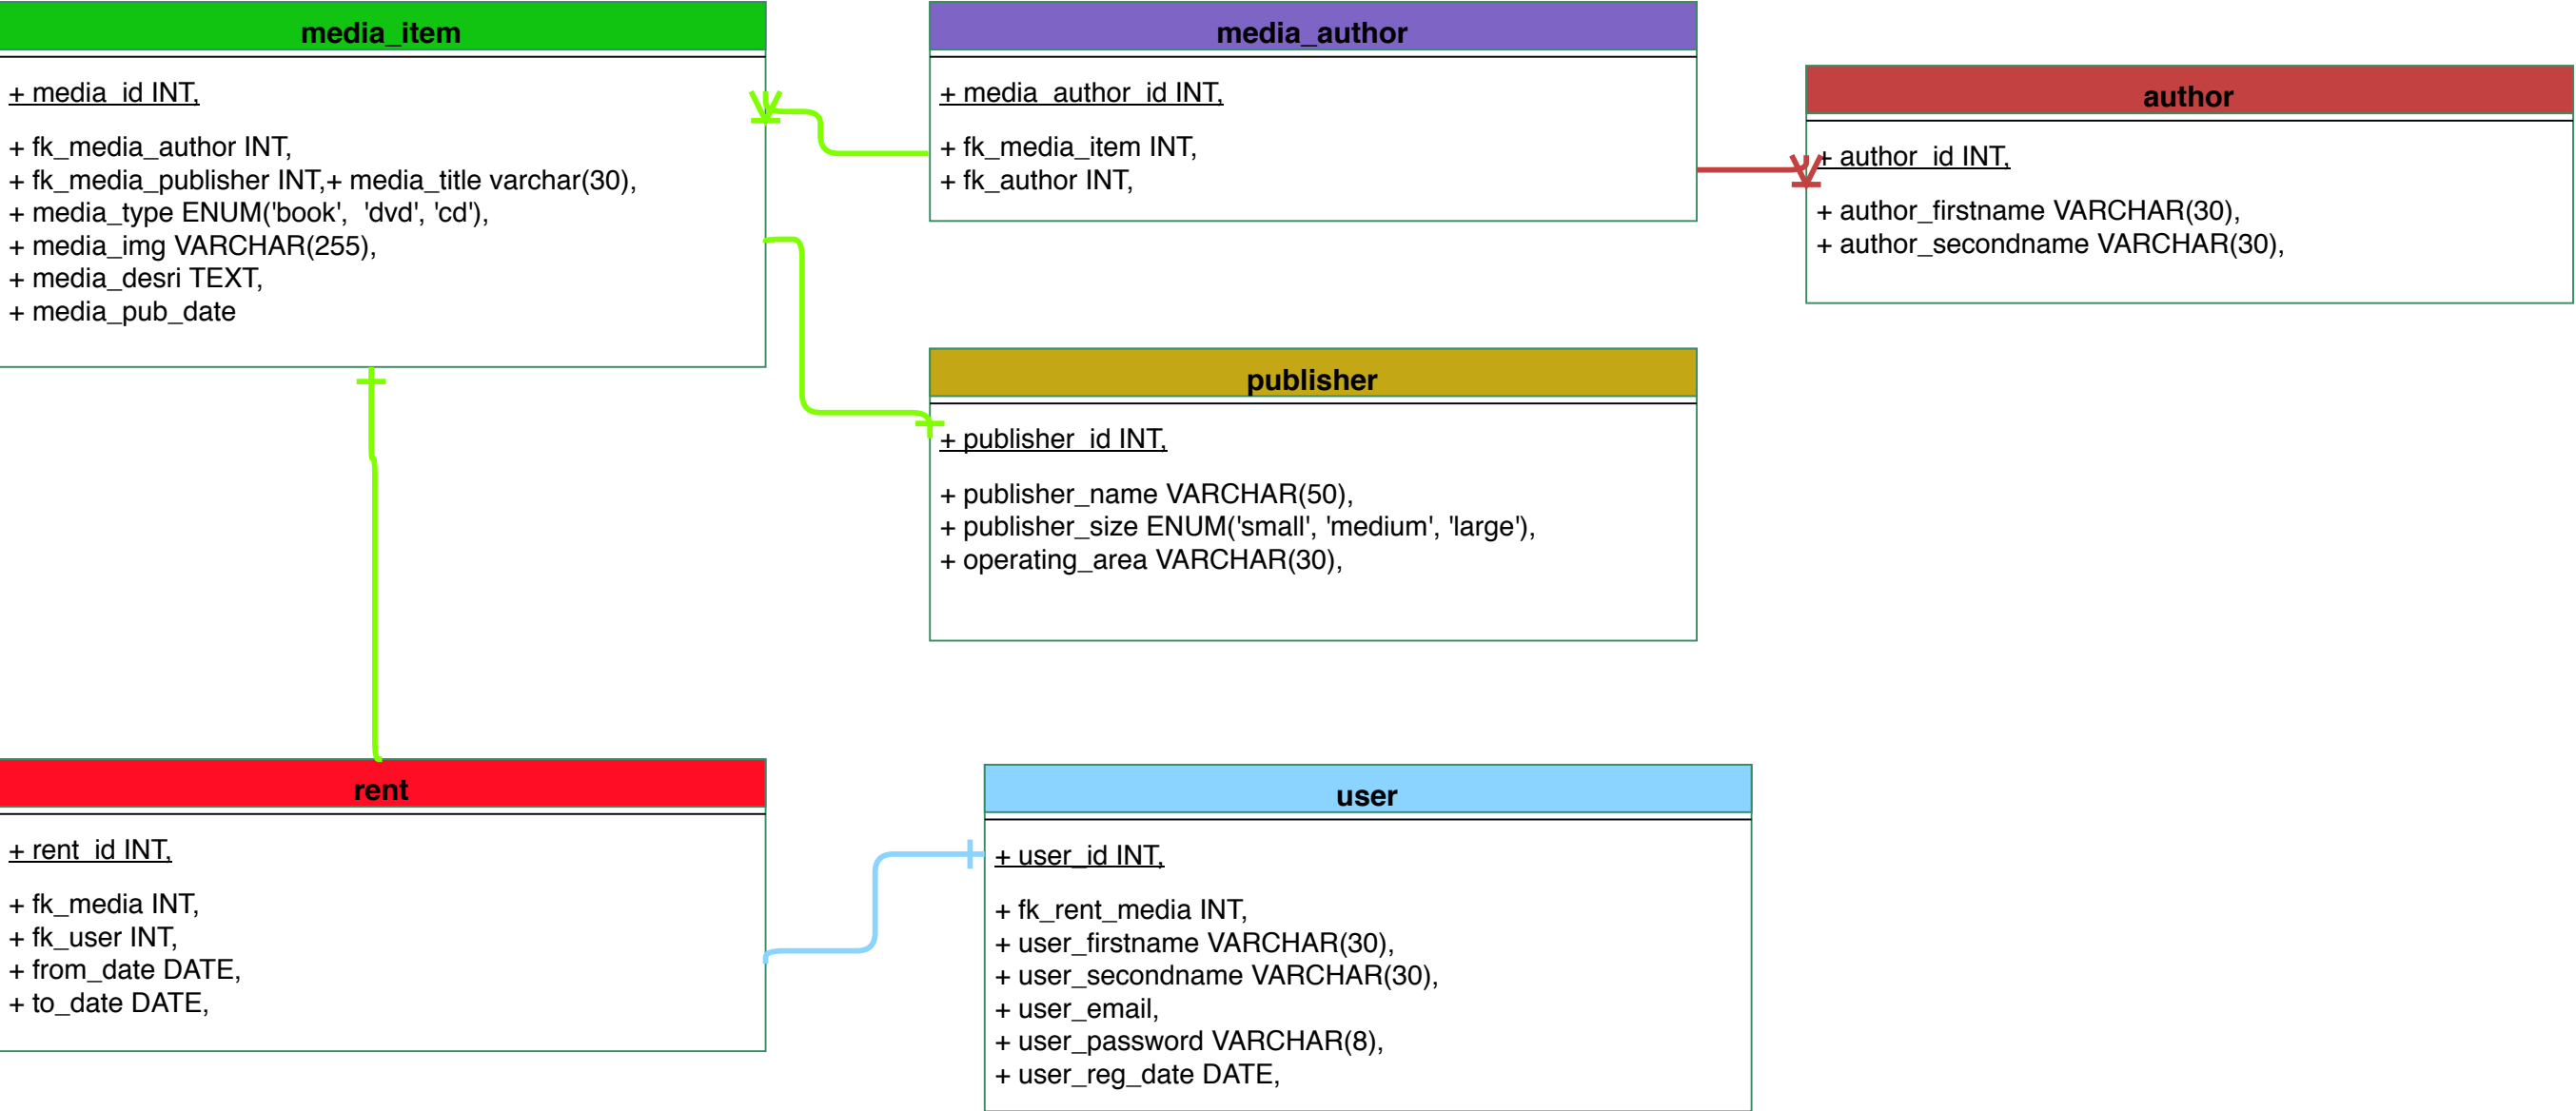 media_item
+ media_id INT,
+ fk_media_author INT,
+ fk_media_publisher INT,+ media_title varchar(30),
+ media_type ENUM('book',  'dvd', 'cd'),
+ media_img VARCHAR(255),
+ media_desri TEXT,
+ media_pub_date
media_author
+ media_author_id INT,
+ fk_media_item INT,
+ fk_author INT,
author
+ author_id INT,
+ author_firstname VARCHAR(30),
+ author_secondname VARCHAR(30),
publisher
+ publisher_id INT,
+ publisher_name VARCHAR(50),
+ publisher_size ENUM('small', 'medium', 'large'),
+ operating_area VARCHAR(30),
rent
+ rent_id INT,
+ fk_media INT,
+ fk_user INT,
+ from_date DATE,
+ to_date DATE,
user
+ user_id INT,
+ fk_rent_media INT,
+ user_firstname VARCHAR(30),
+ user_secondname VARCHAR(30),
+ user_email,
+ user_password VARCHAR(8),
+ user_reg_date DATE,